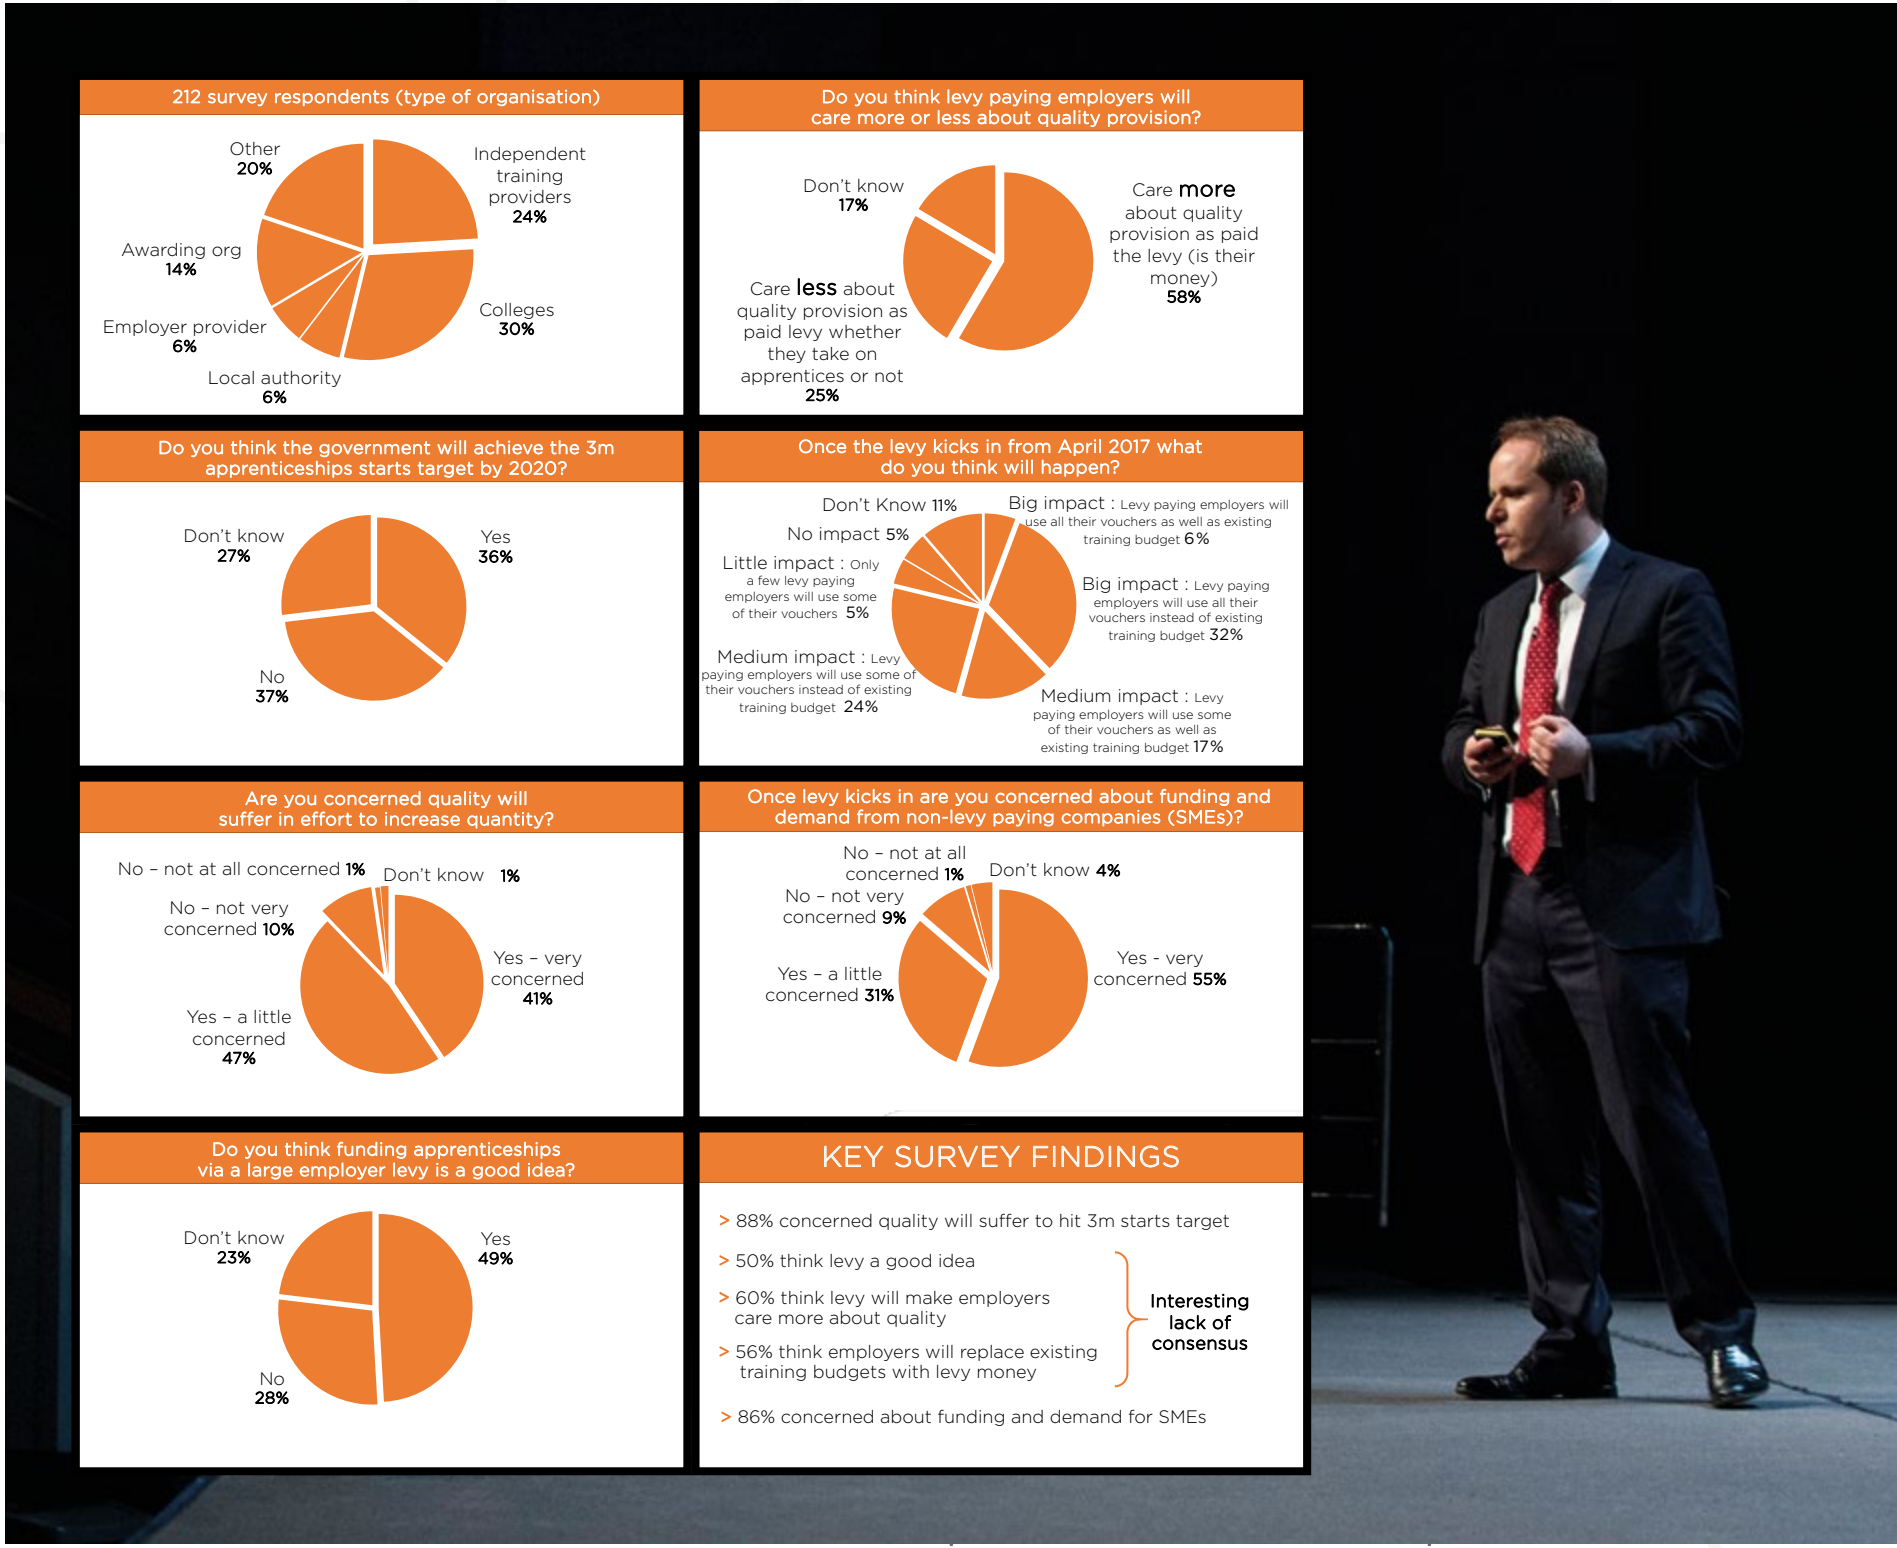 212 survey respondents (type of organisation)
Other
20%
Independent
training
providers
24%
Awarding org
14%
Colleges
30%
Employer provider
6%
Local authority
6%
Do you think levy paying employers will
care more or less about quality provision?
Don't know
17%
Care more
about quality
provision as paid
the levy (is their
money)
58%
Care less about
quality provision as
paid levy whether
they take on
apprentices or not
25%
Do you think the government will achieve the 3m
apprenticeships starts target by 2020?
Don't know
27%
Yes
36%
No
37%
Once the levy kicks in from April 2017 what
do you think will happen?
Don't Know 11%
Big impact : Levy paying employers will
use all their vouchers as well as existing
training budget 6%
No impact 5%
Little impact : Only
a few levy paying
employers will use some
of their vouchers 5%
Big impact : Levy paying
employers will use all their
vouchers instead of existing
training budget 32%
Medium impact : Levy
paying employers will use some of
their vouchers instead of existing
training budget 24%
Medium impact : Levy
paying employers will use some
of their vouchers as well as
existing training budget 17%
Are you concerned quality will
suffer in effort to increase quantity?
No – not at all concerned 1%
Don't know 1%
No – not very
concerned 10%
Yes – very
concerned
41%
Yes – a little
concerned
47%
Once levy kicks in are you concerned about funding and
demand from non-levy paying companies (SMEs)?
No – not at all
concerned 1%
Don't know 4%
No – not very
concerned 9%
Yes - very
concerned 55%
Yes – a little
concerned 31%
Do you think funding apprenticeships
via a large employer levy is a good idea?
Don't know
23%
Yes
49%
No
28%
KEY SURVEY FINDINGS
> 88% concerned quality will suffer to hit 3m starts target
> 50% think levy a good idea
> 60% think levy will make employers
care more about quality
> 56% think employers will replace existing
training budgets with levy money
Interesting
lack of
consensus
> 86% concerned about funding and demand for SMEs